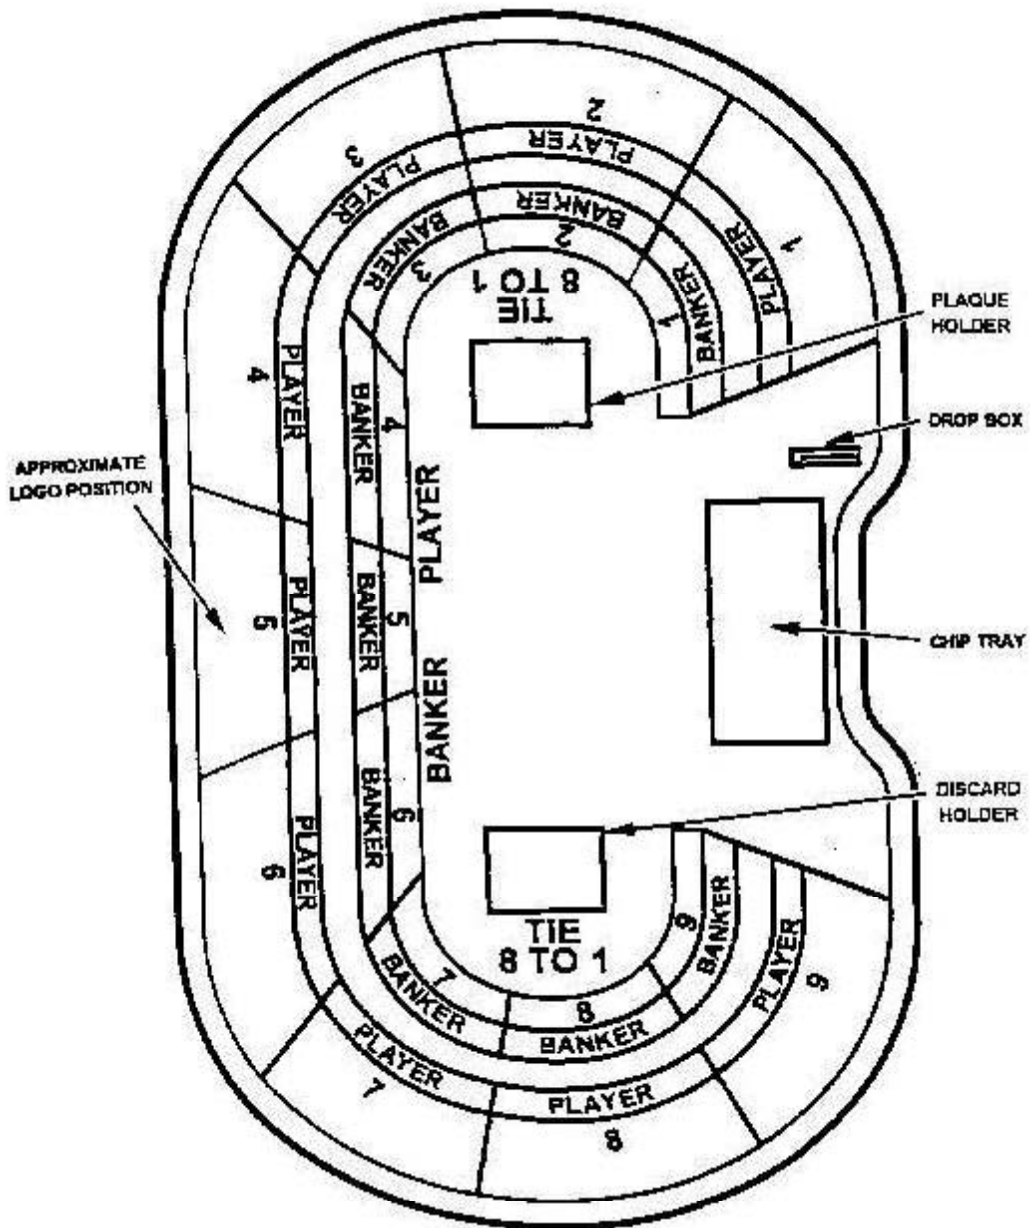 2
PLAYER
BANKER
2
3
PLAYER
BANKER
3
1
PLAYER
BANKER
1
TIE
8 TO 1
PLAQUE
HOLDER
DROP BOX
4
PLAYER
BANKER
4
APPROXIMATE
LOGO POSITION
PLAYER
5
PLAYER
BANKER
5
BANKER
CHIP TRAY
6
PLAYER
BANKER
6
DISCARD
HOLDER
TIE
8 TO 1
9
BANKER
PLAYER
9
7
BANKER
PLAYER
7
8
BANKER
PLAYER
8